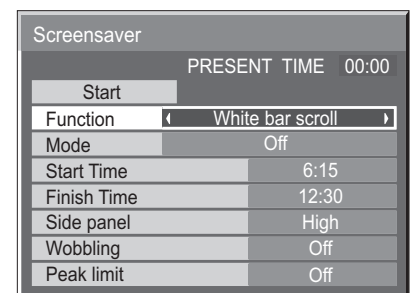 Screensaver
PRESENT TIME 00:00
Start
Function White bar scroll
Mode Off
Start Time 6:15
Finish Time 12:30
Side panel High
Wobbling Off
Peak limit Off